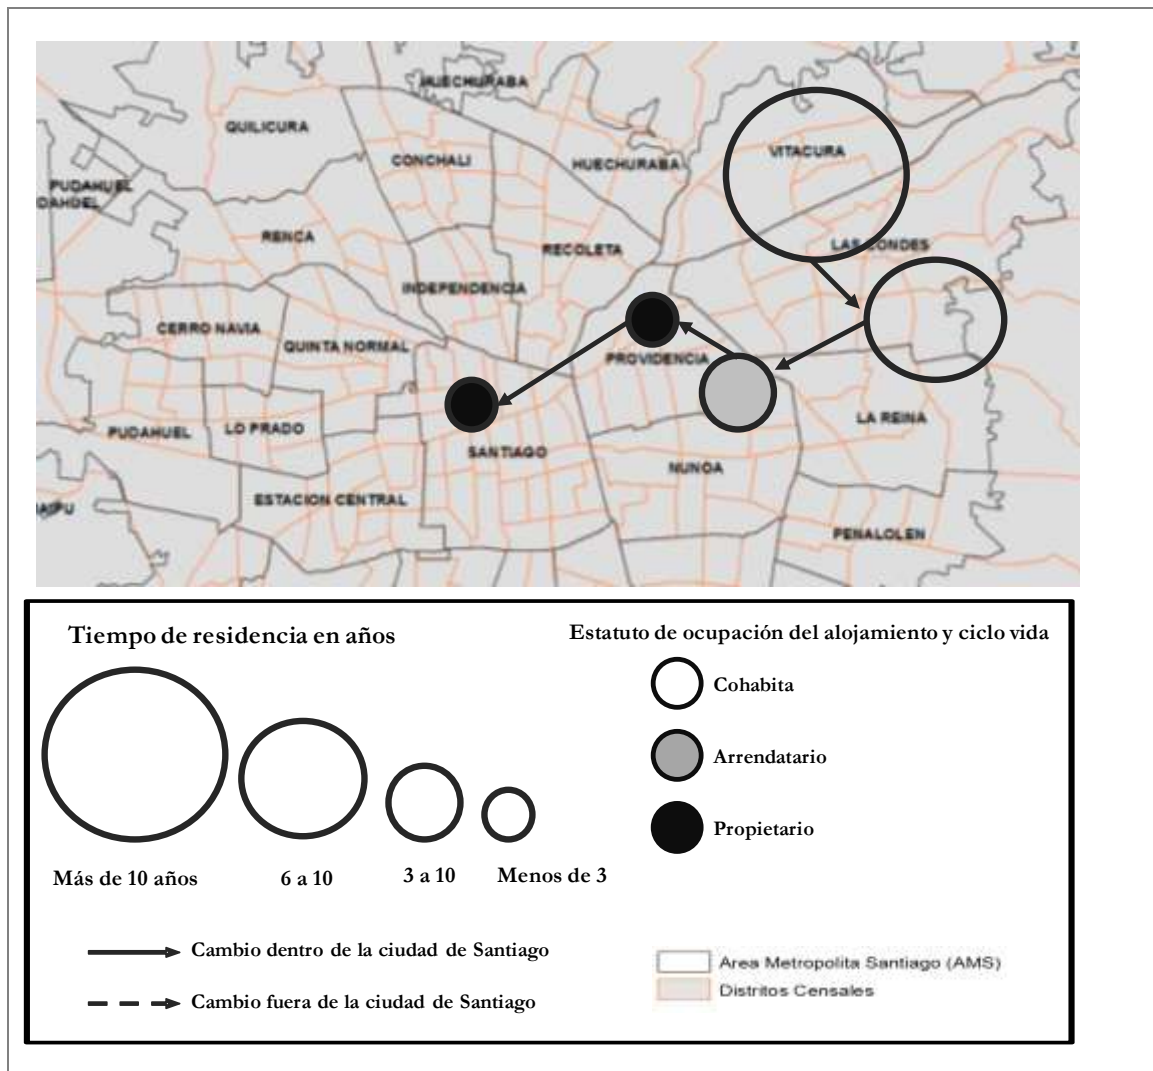 HUECHURABA
QUILICURA
CONCHALI
VITACURA
HUECHURABA
PUDAHUEL
DAHUEL
RENCA
RECOLETA
LAS CONDES
INDEPENDENCIA
CERRO NAVIA
QUINTA NORMAL
PROVIDENCIA
LA REINA
PUDAHUEL
LO PRADO
SANTIAGO
NUNOA
ESTACION CENTRAL
AIPU
PENALOLEN
Tiempo de residencia en años
Estatuto de ocupación del alojamiento y ciclo vida
Cohabita
Arrendatario
Propietario
Más de 10 años
6 a 10
3 a 10
Menos de 3
Cambio dentro de la ciudad de Santiago
Cambio fuera de la ciudad de Santiago
Area Metropolita Santiago (AMS)
Distritos Censales